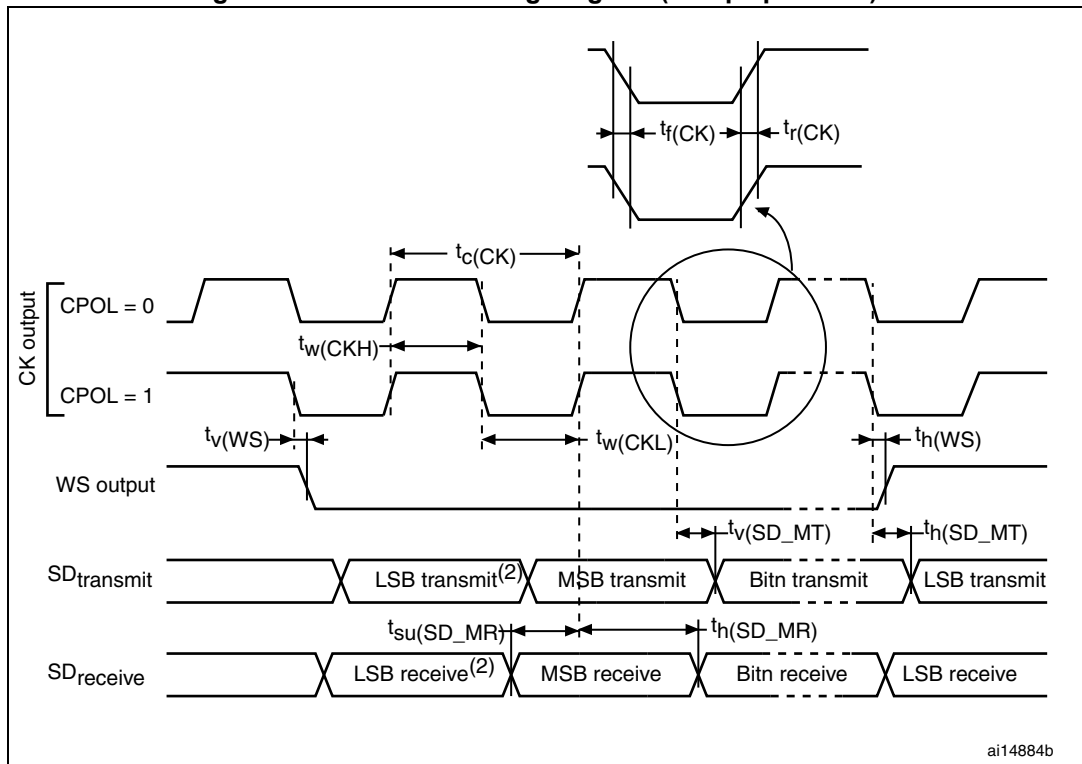 tf(CK)
tr(CK)
tc(CK)
CK output
CPOL = 0
tw(CKH)
CPOL = 1
tv(WS)
tw(CKL)
th(WS)
WS output
tv(SD_MT)
th(SD_MT)
SDtransmit
LSB transmit(2)
MSB transmit
Bitn transmit
LSB transmit
tsu(SD_MR)
th(SD_MR)
SDreceive
LSB receive(2)
MSB receive
Bitn receive
LSB receive
ai14884b